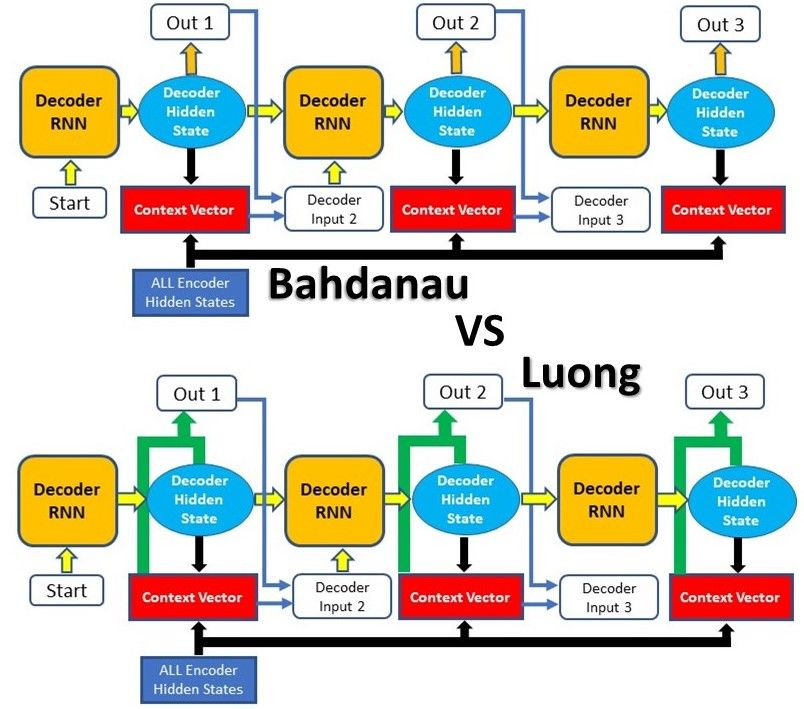 Out 1
Out 2
Out 3
Decoder
RNN
Decoder
Hidden
State
Decoder
RNN
Decoder
Hidden
State
Decoder
RNN
Decoder
Hidden
State
Start
Context Vector
Decoder
Input 2
Context Vector
Decoder
Input 3
Context Vector
ALL Encoder
Hidden States
Bahdanau
VS
Luong
Out 1
Out 2
Out 3
Decoder
RNN
Decoder
Hidden
State
Decoder
RNN
Decoder
Hidden
State
Decoder
RNN
Decoder
Hidden
State
Start
Context Vector
Decoder
Input 2
Context Vector
Decoder
Input 3
Context Vector
ALL Encoder
Hidden States